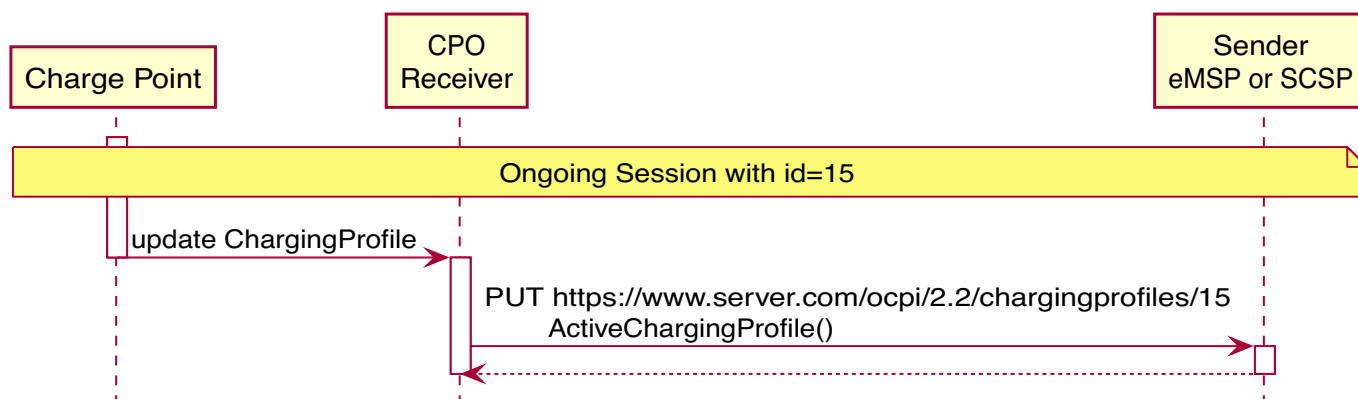 Charge Point
CPO
Receiver
Sender
eMSP or SCSP
Ongoing Session with id=15
update ChargingProfile
PUT https://www.server.com/ocpi/2.2/chargingprofiles/15
ActiveChargingProfile()